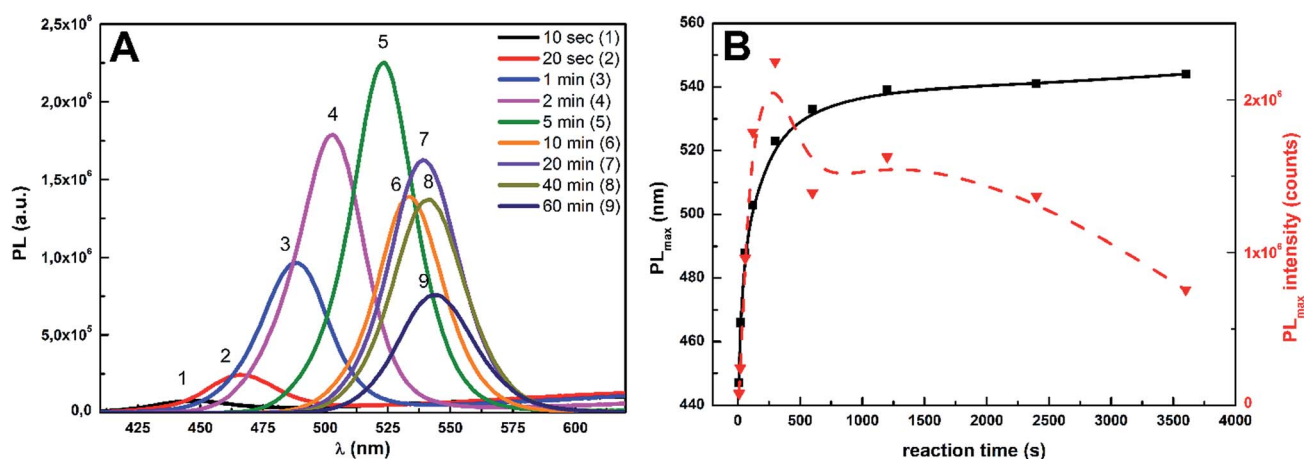 A
2,5x10⁶
2,0x10⁶
1,5x10⁶
1,0x10⁶
5,0x10⁵
0,0
PL (a.u.)
425 450 475 500 525 550 575 600
λ (nm)
1
2
3
4
5
6
7
8
9
10 sec (1)
20 sec (2)
1 min (3)
2 min (4)
5 min (5)
10 min (6)
20 min (7)
40 min (8)
60 min (9)
B
560
540
520
500
480
460
440
PLmax (nm)
0 500 1000 1500 2000 2500 3000 3500 4000
reaction time (s)
2x10⁶
1x10⁶
0
PLmax intensity (counts)